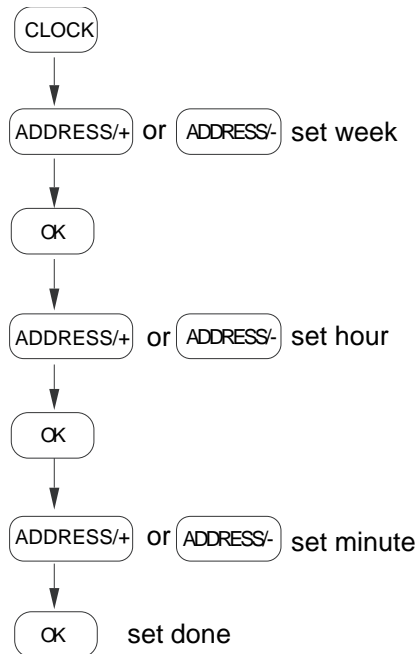 CLOCK
ADDRESS/+ or ADDRESS/- set week
OK
ADDRESS/+ or ADDRESS/- set hour
OK
ADDRESS/+ or ADDRESS/- set minute
OK set done